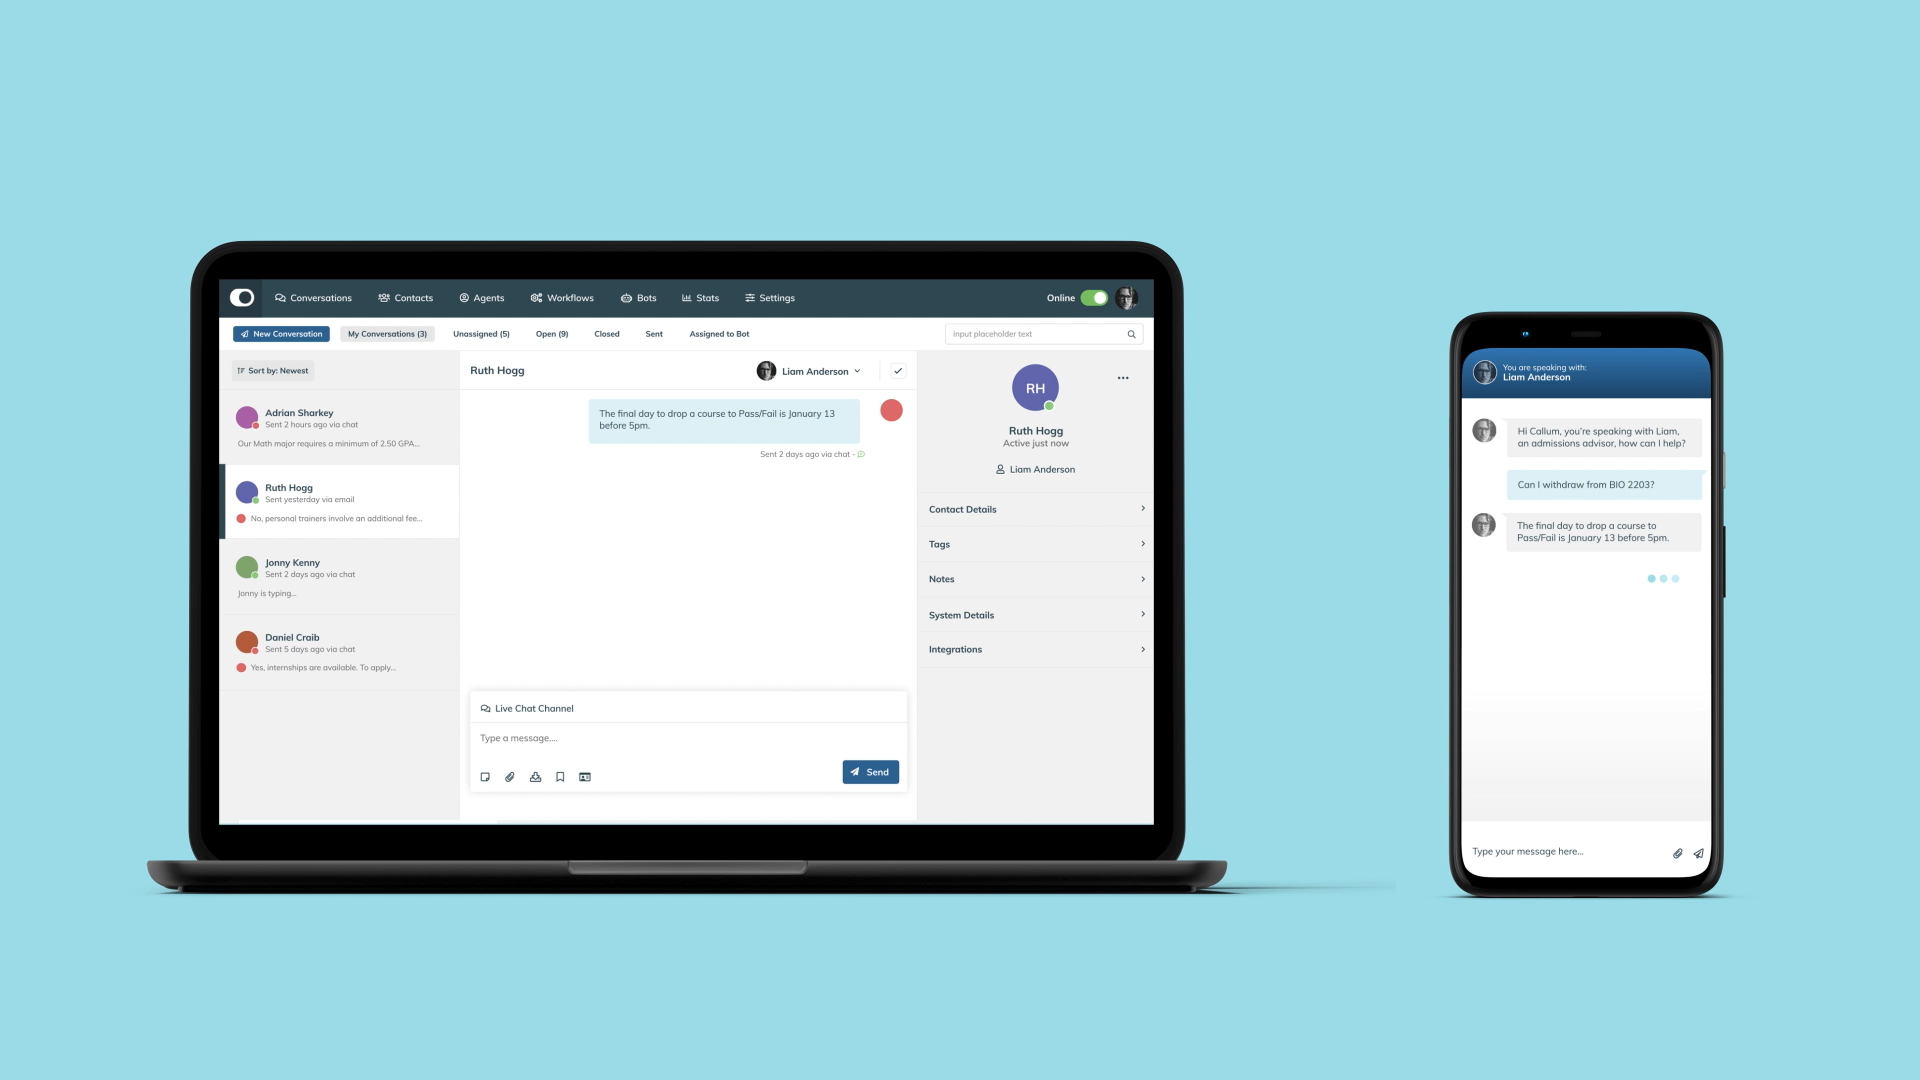 Conversations
Contacts
Agents
Workflows
Bots
Stats
Settings
Online
New Conversation
My Conversations (3)
Unassigned (5)
Open (9)
Closed
Sent
Assigned to Bot
Input placeholder text
Sort by: Newest
Adrian Sharkey
Sent 2 hours ago via chat
Our Math major requires a minimum of 2.50 GPA...
Ruth Hogg
Sent yesterday via email
No, personal trainers involve an additional fee...
Jonny Kenny
Sent 2 days ago via chat
Jonny is typing...
Daniel Craib
Sent 5 days ago via chat
Yes, internships are available. To apply...
Ruth Hogg
Liam Anderson
The final day to drop a course to Pass/Fail is January 13
before 5pm.
Sent 2 days ago via chat -
Live Chat Channel
Type a message....
Send
RH
Ruth Hogg
Active just now
Liam Anderson
Contact Details
Tags
Notes
System Details
Integrations
You are speaking with:
Liam Anderson
Hi Callum, you're speaking with Liam,
an admissions advisor, how can I help?
Can I withdraw from BIO 2203?
The final day to drop a course to
Pass/Fail is January 13 before 5pm.
Type your message here...